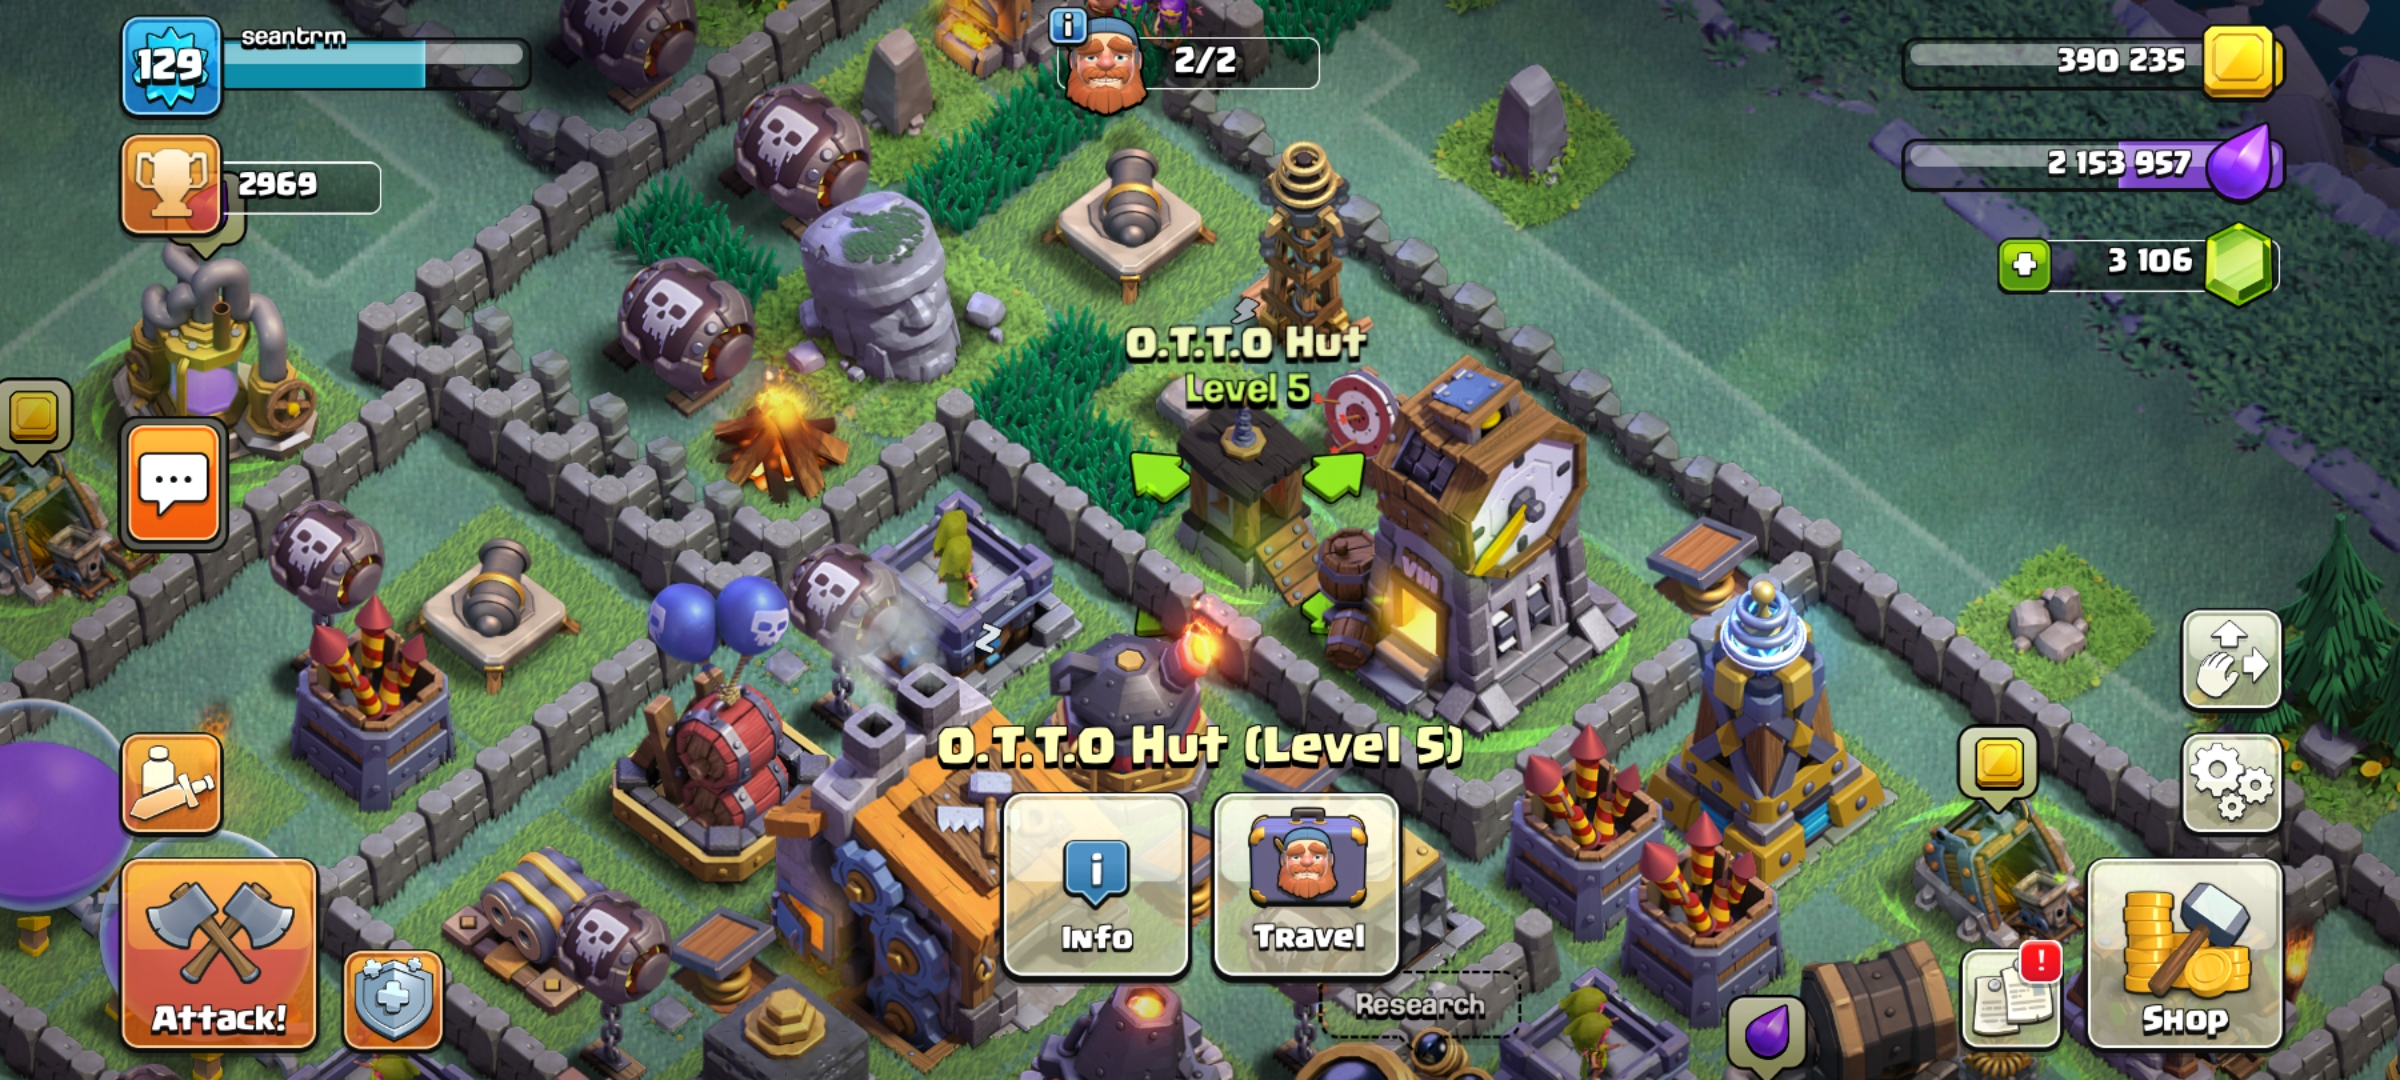 129
seantrm
2/2
390 235
2969
2 153 957
3 106
O.T.T.O Hut
Level 5
VIII
O.T.T.O Hut (Level 5)
Info
Travel
Research
Attack!
Shop